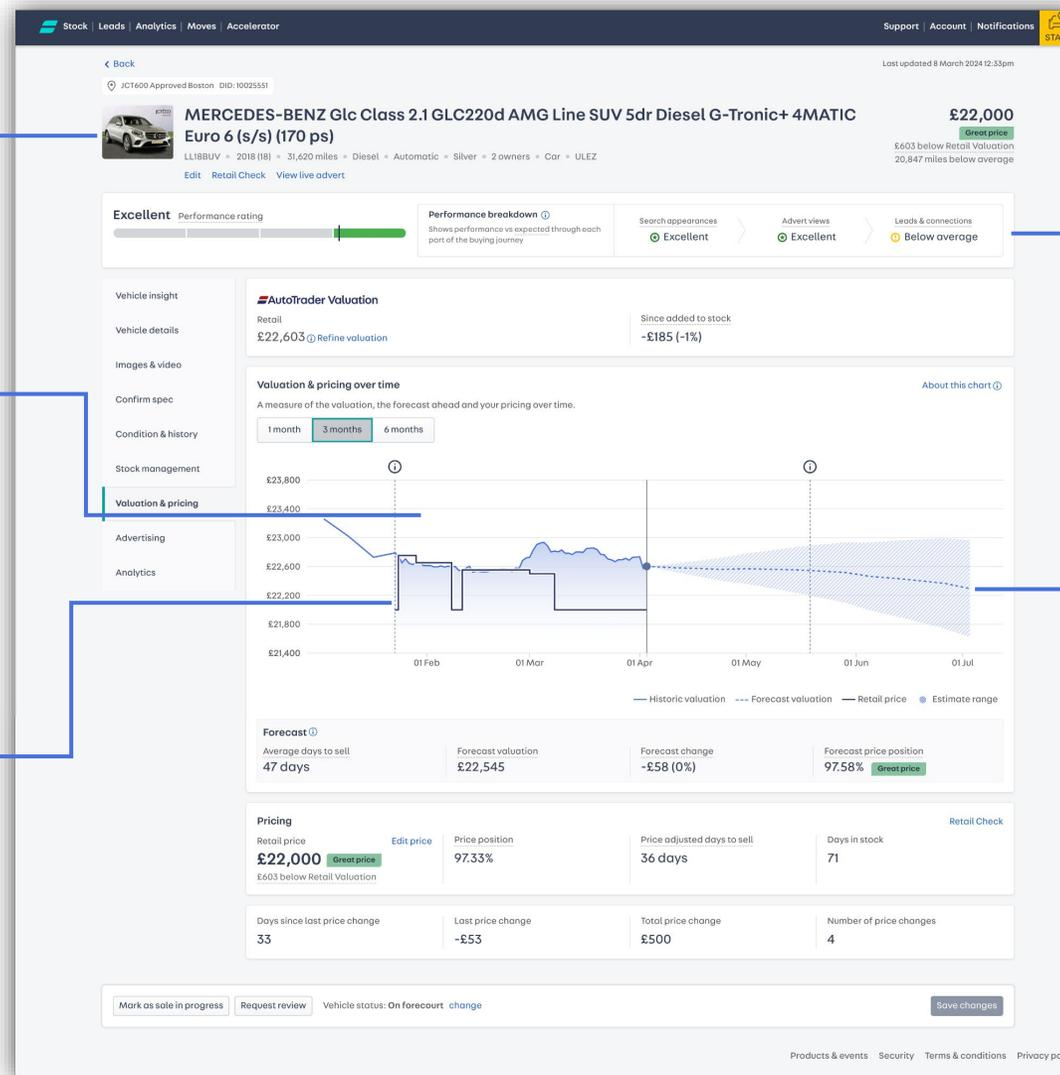 Stock | Leads | Analytics | Moves | Accelerator
Support | Account | Notifications
STA
Back
Last updated 8 March 2024 12:33pm
JCT600 Approved Boston DID: 10025551
MERCEDES-BENZ Glc Class 2.1 GLC220d AMG Line SUV 5dr Diesel G-Tronic+ 4MATIC
Euro 6 (s/s) (170 ps)
£22,000
Great price
LL18BUV 2018 (18) 31,620 miles Diesel Automatic Silver 2 owners Car ULEZ
£603 below Retail Valuation
20,847 miles below average
Edit Retail Check View live advert
Excellent Performance rating
Performance breakdown
Shows performance vs expected through each
part of the buying journey
Search appearances
Excellent
Advert views
Excellent
Leads & connections
Below average
Vehicle insight
Vehicle details
Images & video
Confirm spec
Condition & history
Stock management
Valuation & pricing
Advertising
Analytics
AutoTrader Valuation
Retail
£22,603 Refine valuation
Since added to stock
-£185 (-1%)
Valuation & pricing over time
About this chart
A measure of the valuation, the forecast ahead and your pricing over time.
1 month 3 months 6 months
£23,800
£23,400
£23,000
£22,600
£22,200
£21,800
£21,400
01 Feb 01 Mar 01 Apr 01 May 01 Jun 01 Jul
Historic valuation Forecast valuation Retail price Estimate range
Forecast
Average days to sell
47 days
Forecast valuation
£22,545
Forecast change
-£58 (0%)
Forecast price position
97.58% Great price
Pricing
Retail Check
Retail price
Edit price
£22,000 Great price
£603 below Retail Valuation
Price position
97.33%
Price adjusted days to sell
36 days
Days in stock
71
Days since last price change
33
Last price change
-£53
Total price change
£500
Number of price changes
4
Mark as sale in progress Request review Vehicle status: On forecourt change
Save changes
Products & events Security Terms & conditions Privacy po